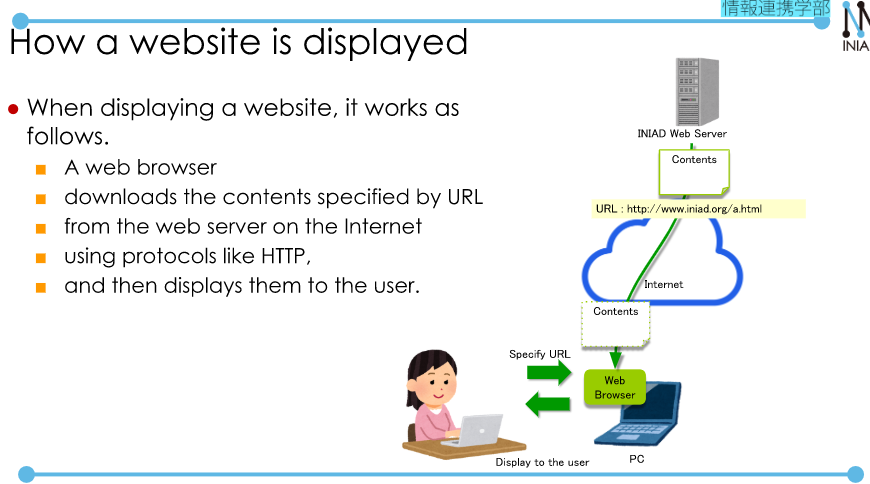 情報連携学部
INIA
How a website is displayed
When displaying a website, it works as
follows.
A web browser
downloads the contents specified by URL
from the web server on the Internet
using protocols like HTTP,
and then displays them to the user.
INIAD Web Server
Contents
URL : http://www.iniad.org/a.html
Internet
Contents
Specify URL
Web
Browser
Display to the user
PC